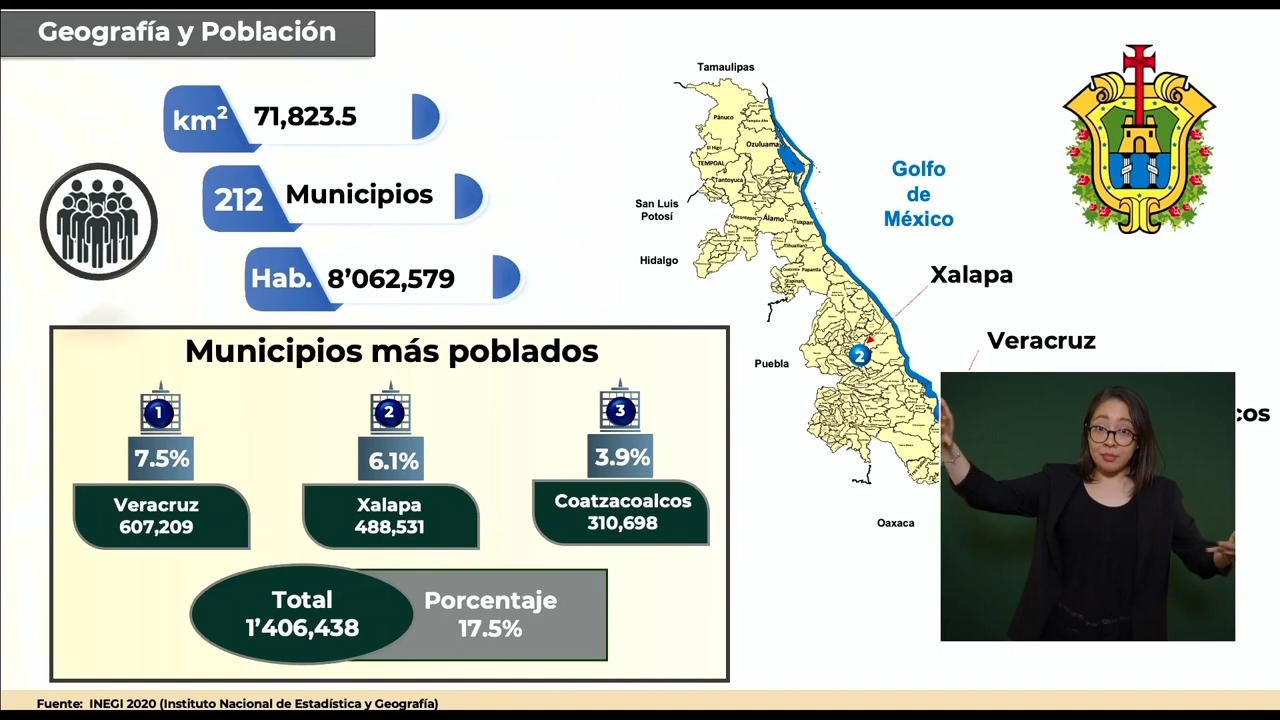 Geografía y Población
km² 71,823.5
212 Municipios
Hab. 8’062,579
Municipios más poblados
1
2
3
7.5%
6.1%
3.9%
Veracruz
607,209
Xalapa
488,531
Coatzacoalcos
310,698
Total
1’406,438
Porcentaje
17.5%
Tamaulipas
Pánuco
Ozuluama
El Higo
TEMPOAL
Tantoyuca
San Luis
Potosí
Chicontepec
Álamo
Tuxpan
Tihuatlán
Hidalgo
Papantla
Golfo
de
México
Xalapa
Veracruz
2
Puebla
cos
Oaxaca
Fuente: INEGI 2020 (Instituto Nacional de Estadística y Geografía)